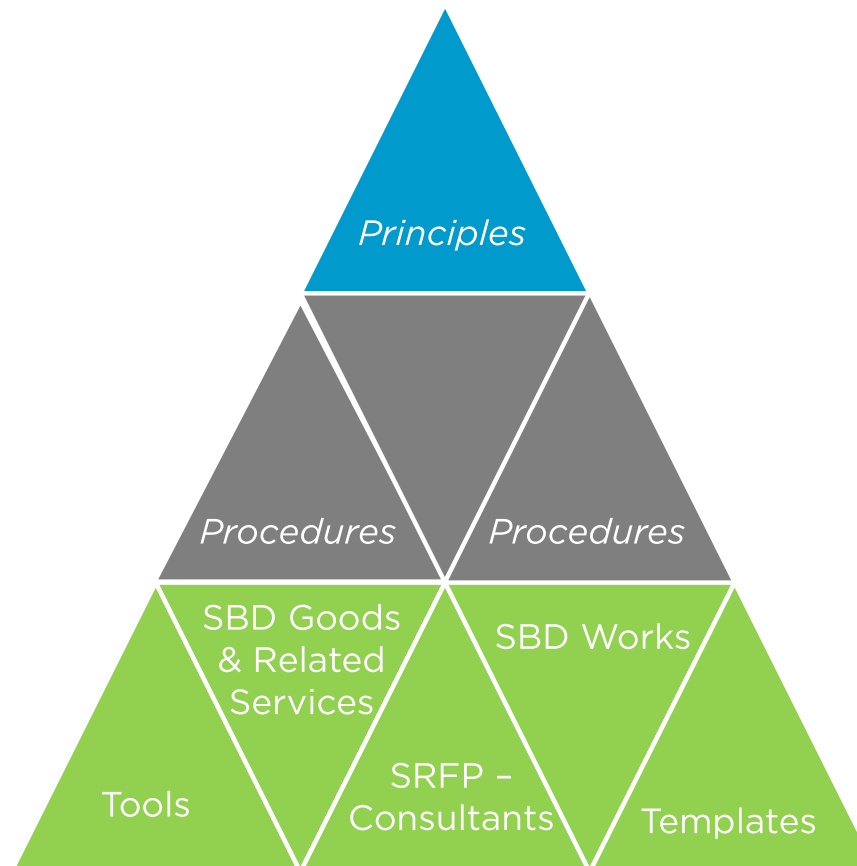 Principles
Procedures
Procedures
SBD Goods
& Related
Services
SBD Works
SRFP –
Consultants
Tools
Templates